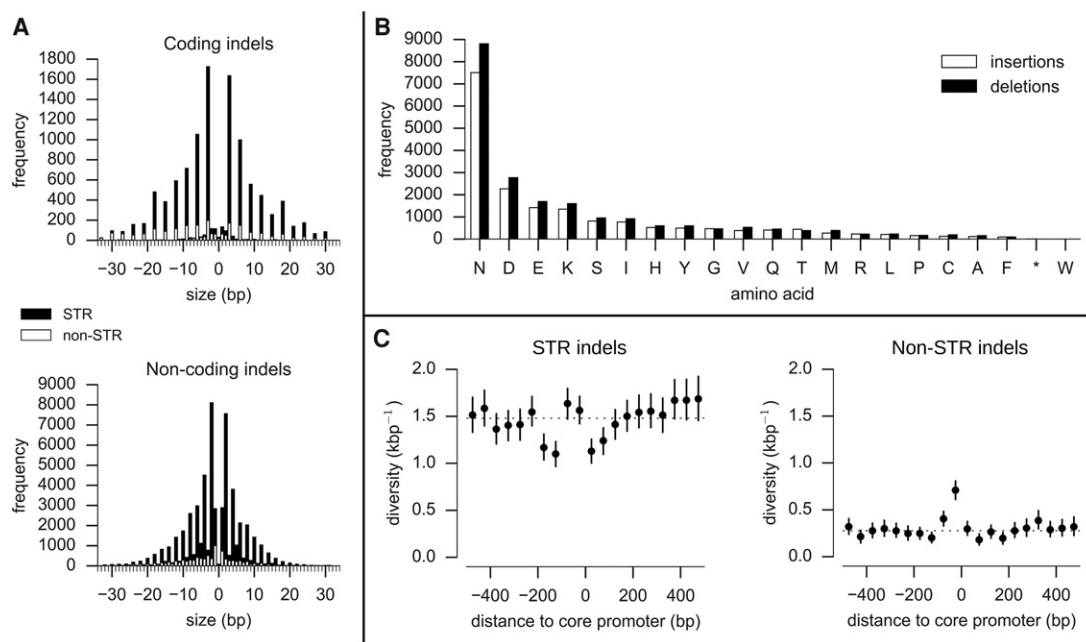 A
Coding indels
frequency
1800
1600
1400
1200
1000
800
600
400
200
0
−30 −20 −10 0 10 20 30
size (bp)
STR
non-STR
Non-coding indels
frequency
9000
8000
7000
6000
5000
4000
3000
2000
1000
0
−30 −20 −10 0 10 20 30
size (bp)
B
frequency
9000
8000
7000
6000
5000
4000
3000
2000
1000
0
insertions
deletions
N D E K S I H Y G V Q T M R L P C A F * W
amino acid
C
STR indels
diversity (kbp⁻¹)
2.0
1.5
1.0
0.5
0.0
−400 −200 0 200 400
distance to core promoter (bp)
Non-STR indels
diversity (kbp⁻¹)
2.0
1.5
1.0
0.5
0.0
−400 −200 0 200 400
distance to core promoter (bp)